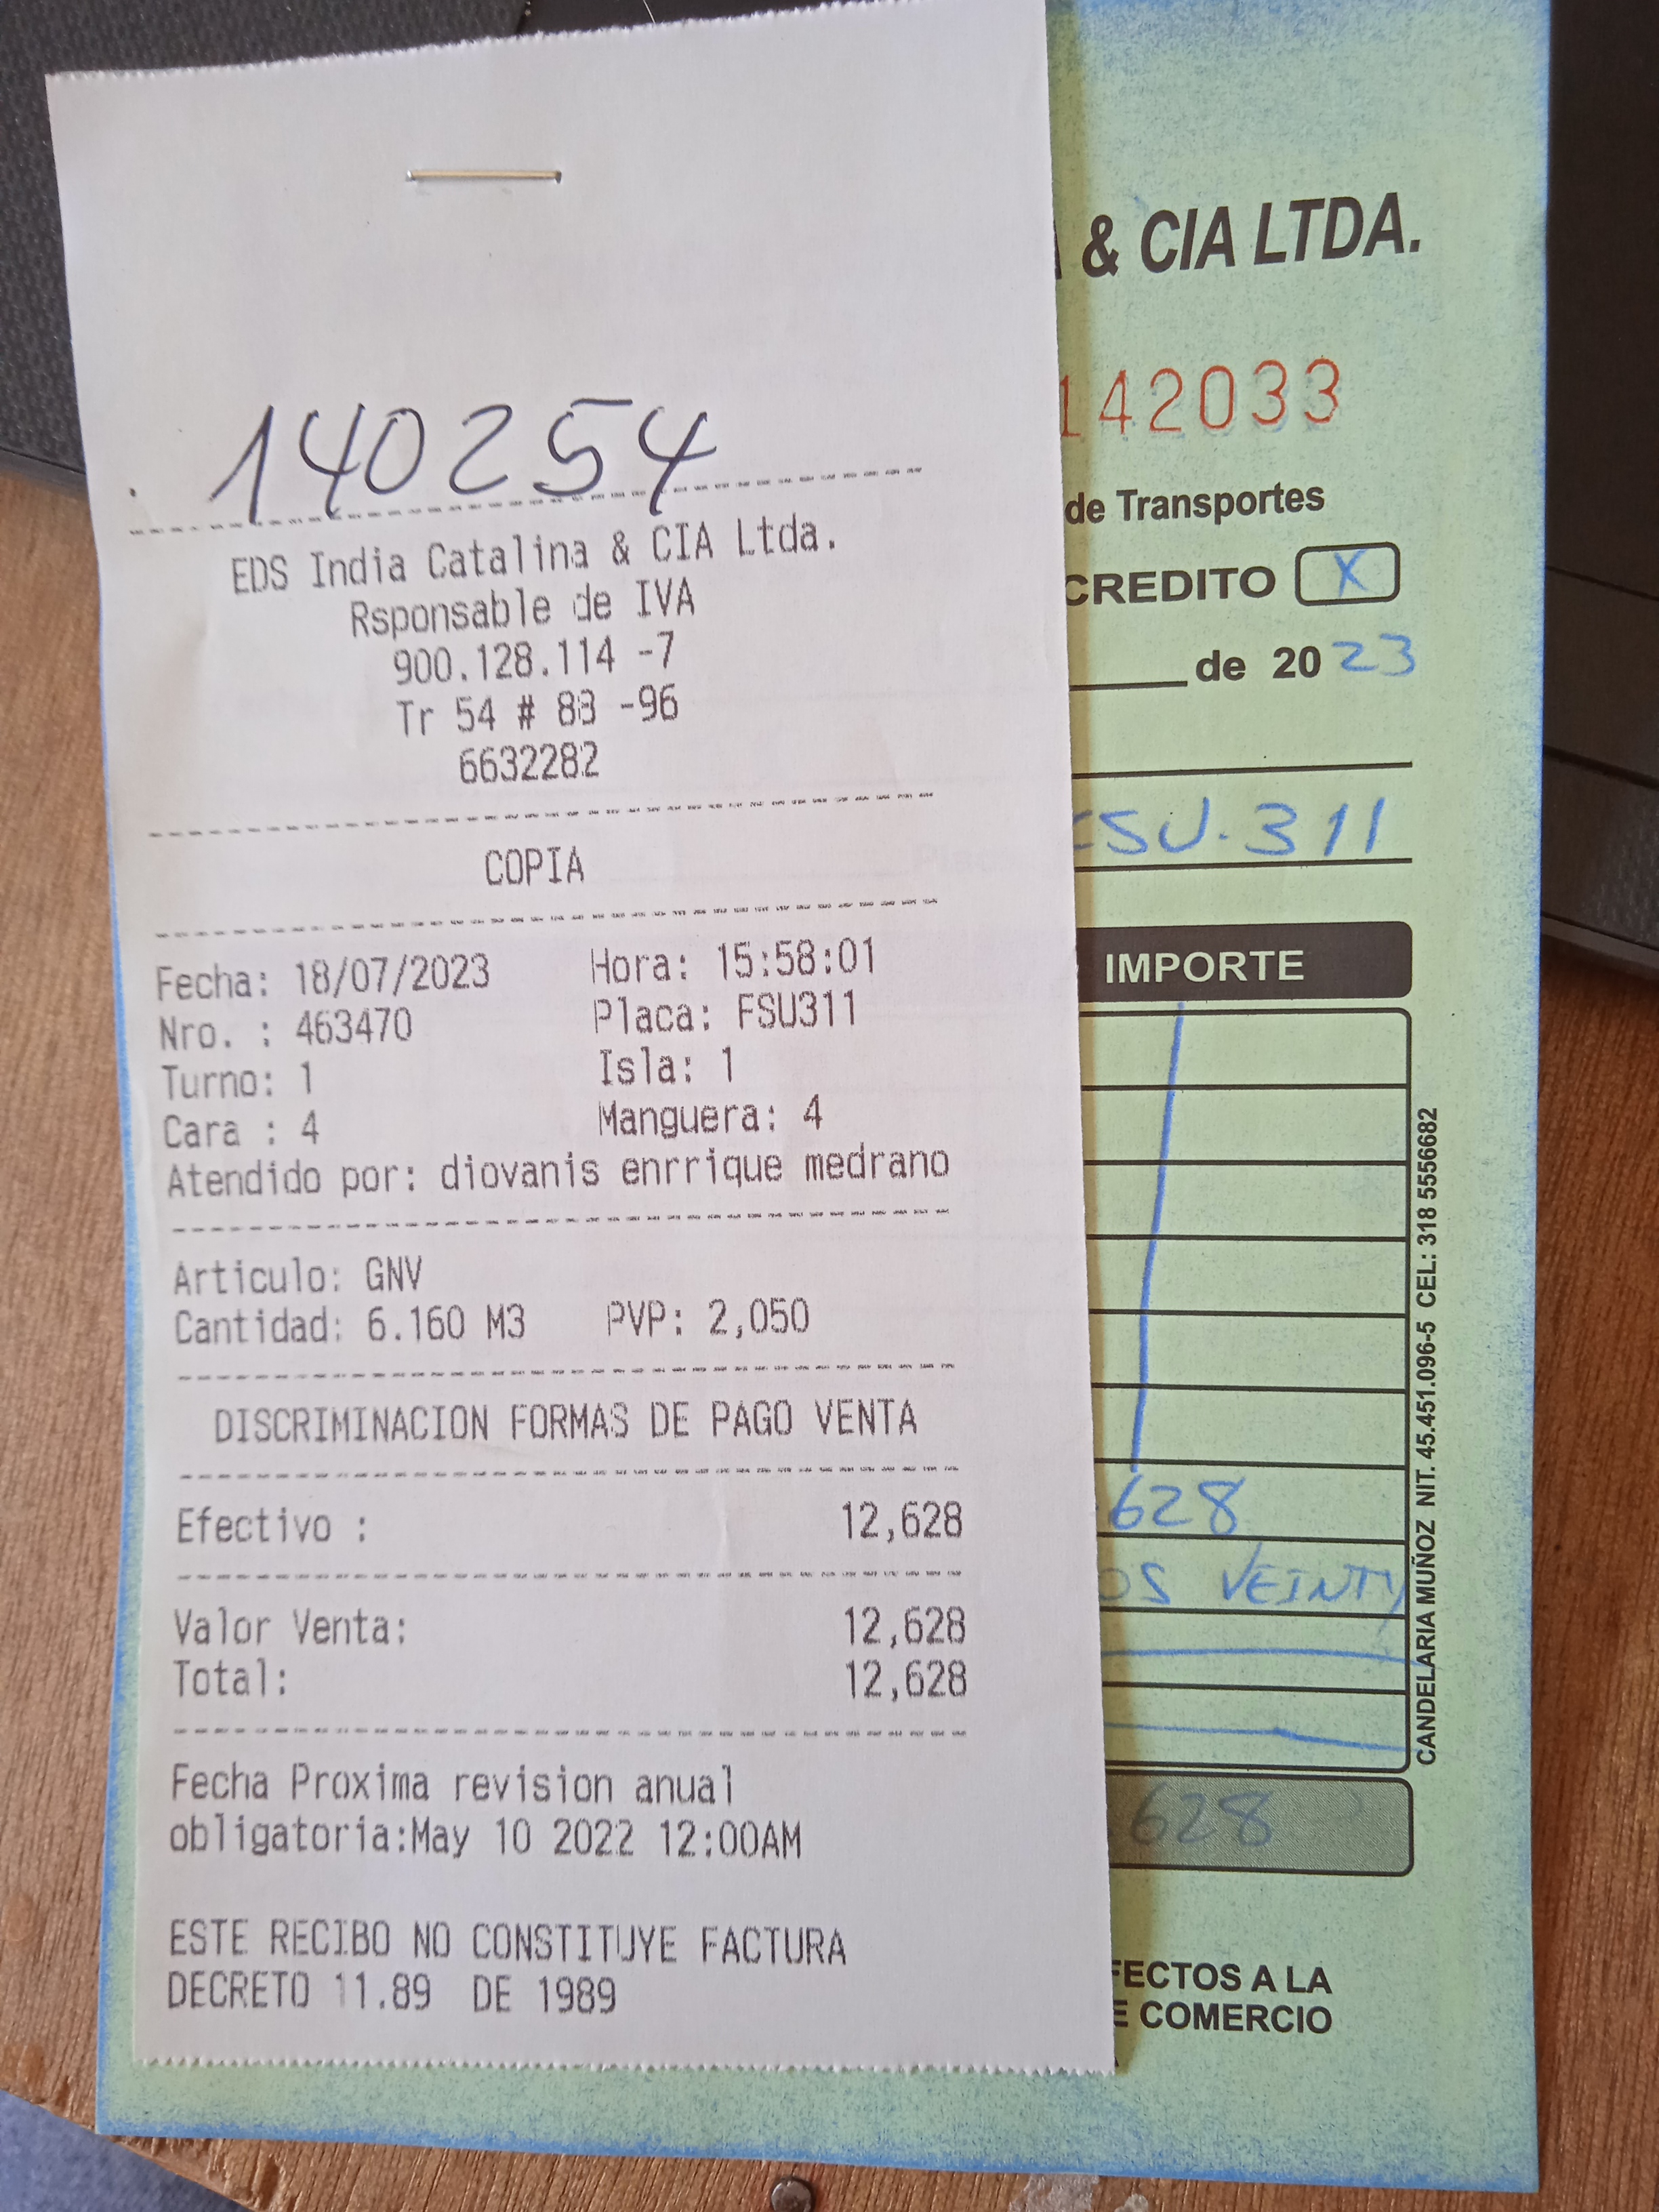 140254
EDS India Catalina & CIA Ltda.
Rsponsable de IVA
900.128.114 -7
Tr 54 # 88 -96
6632282
COPIA
Fecha: 18/07/2023 Hora: 15:58:01
Nro. : 463470 Placa: FSU311
Turno: 1 Isla: 1
Cara : 4 Manguera: 4
Atendido por: diovanis enrrique medrano
Articulo: GNV
Cantidad: 6.160 M3 PVP: 2,050
DISCRIMINACION FORMAS DE PAGO VENTA
Efectivo : 12,628
Valor Venta: 12,628
Total: 12,628
Fecha Proxima revision anual
obligatoria:May 10 2022 12:00AM
ESTE RECIBO NO CONSTITUYE FACTURA
DECRETO 11.89 DE 1989
& CIA LTDA.
142033
de Transportes
CREDITO X
de 20 23
SU-311
IMPORTE
628
OS VEINTY
628
FECTOS A LA
E COMERCIO
CANDELARIA MUÑOZ NIT. 45.451.096-5 CEL: 318 5556682